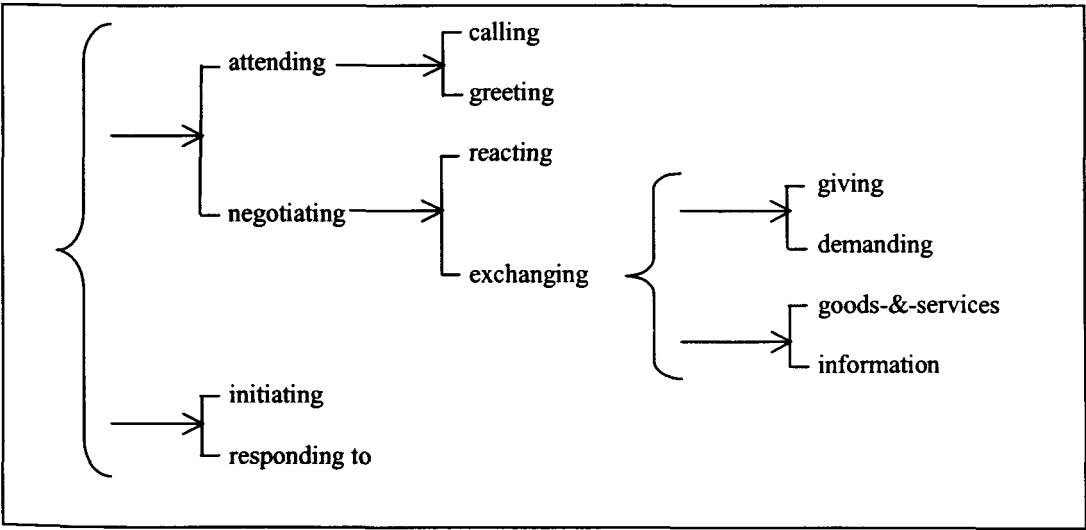 calling
attending
greeting
reacting
giving
negotiating
demanding
exchanging
goods-&-services
information
initiating
responding to